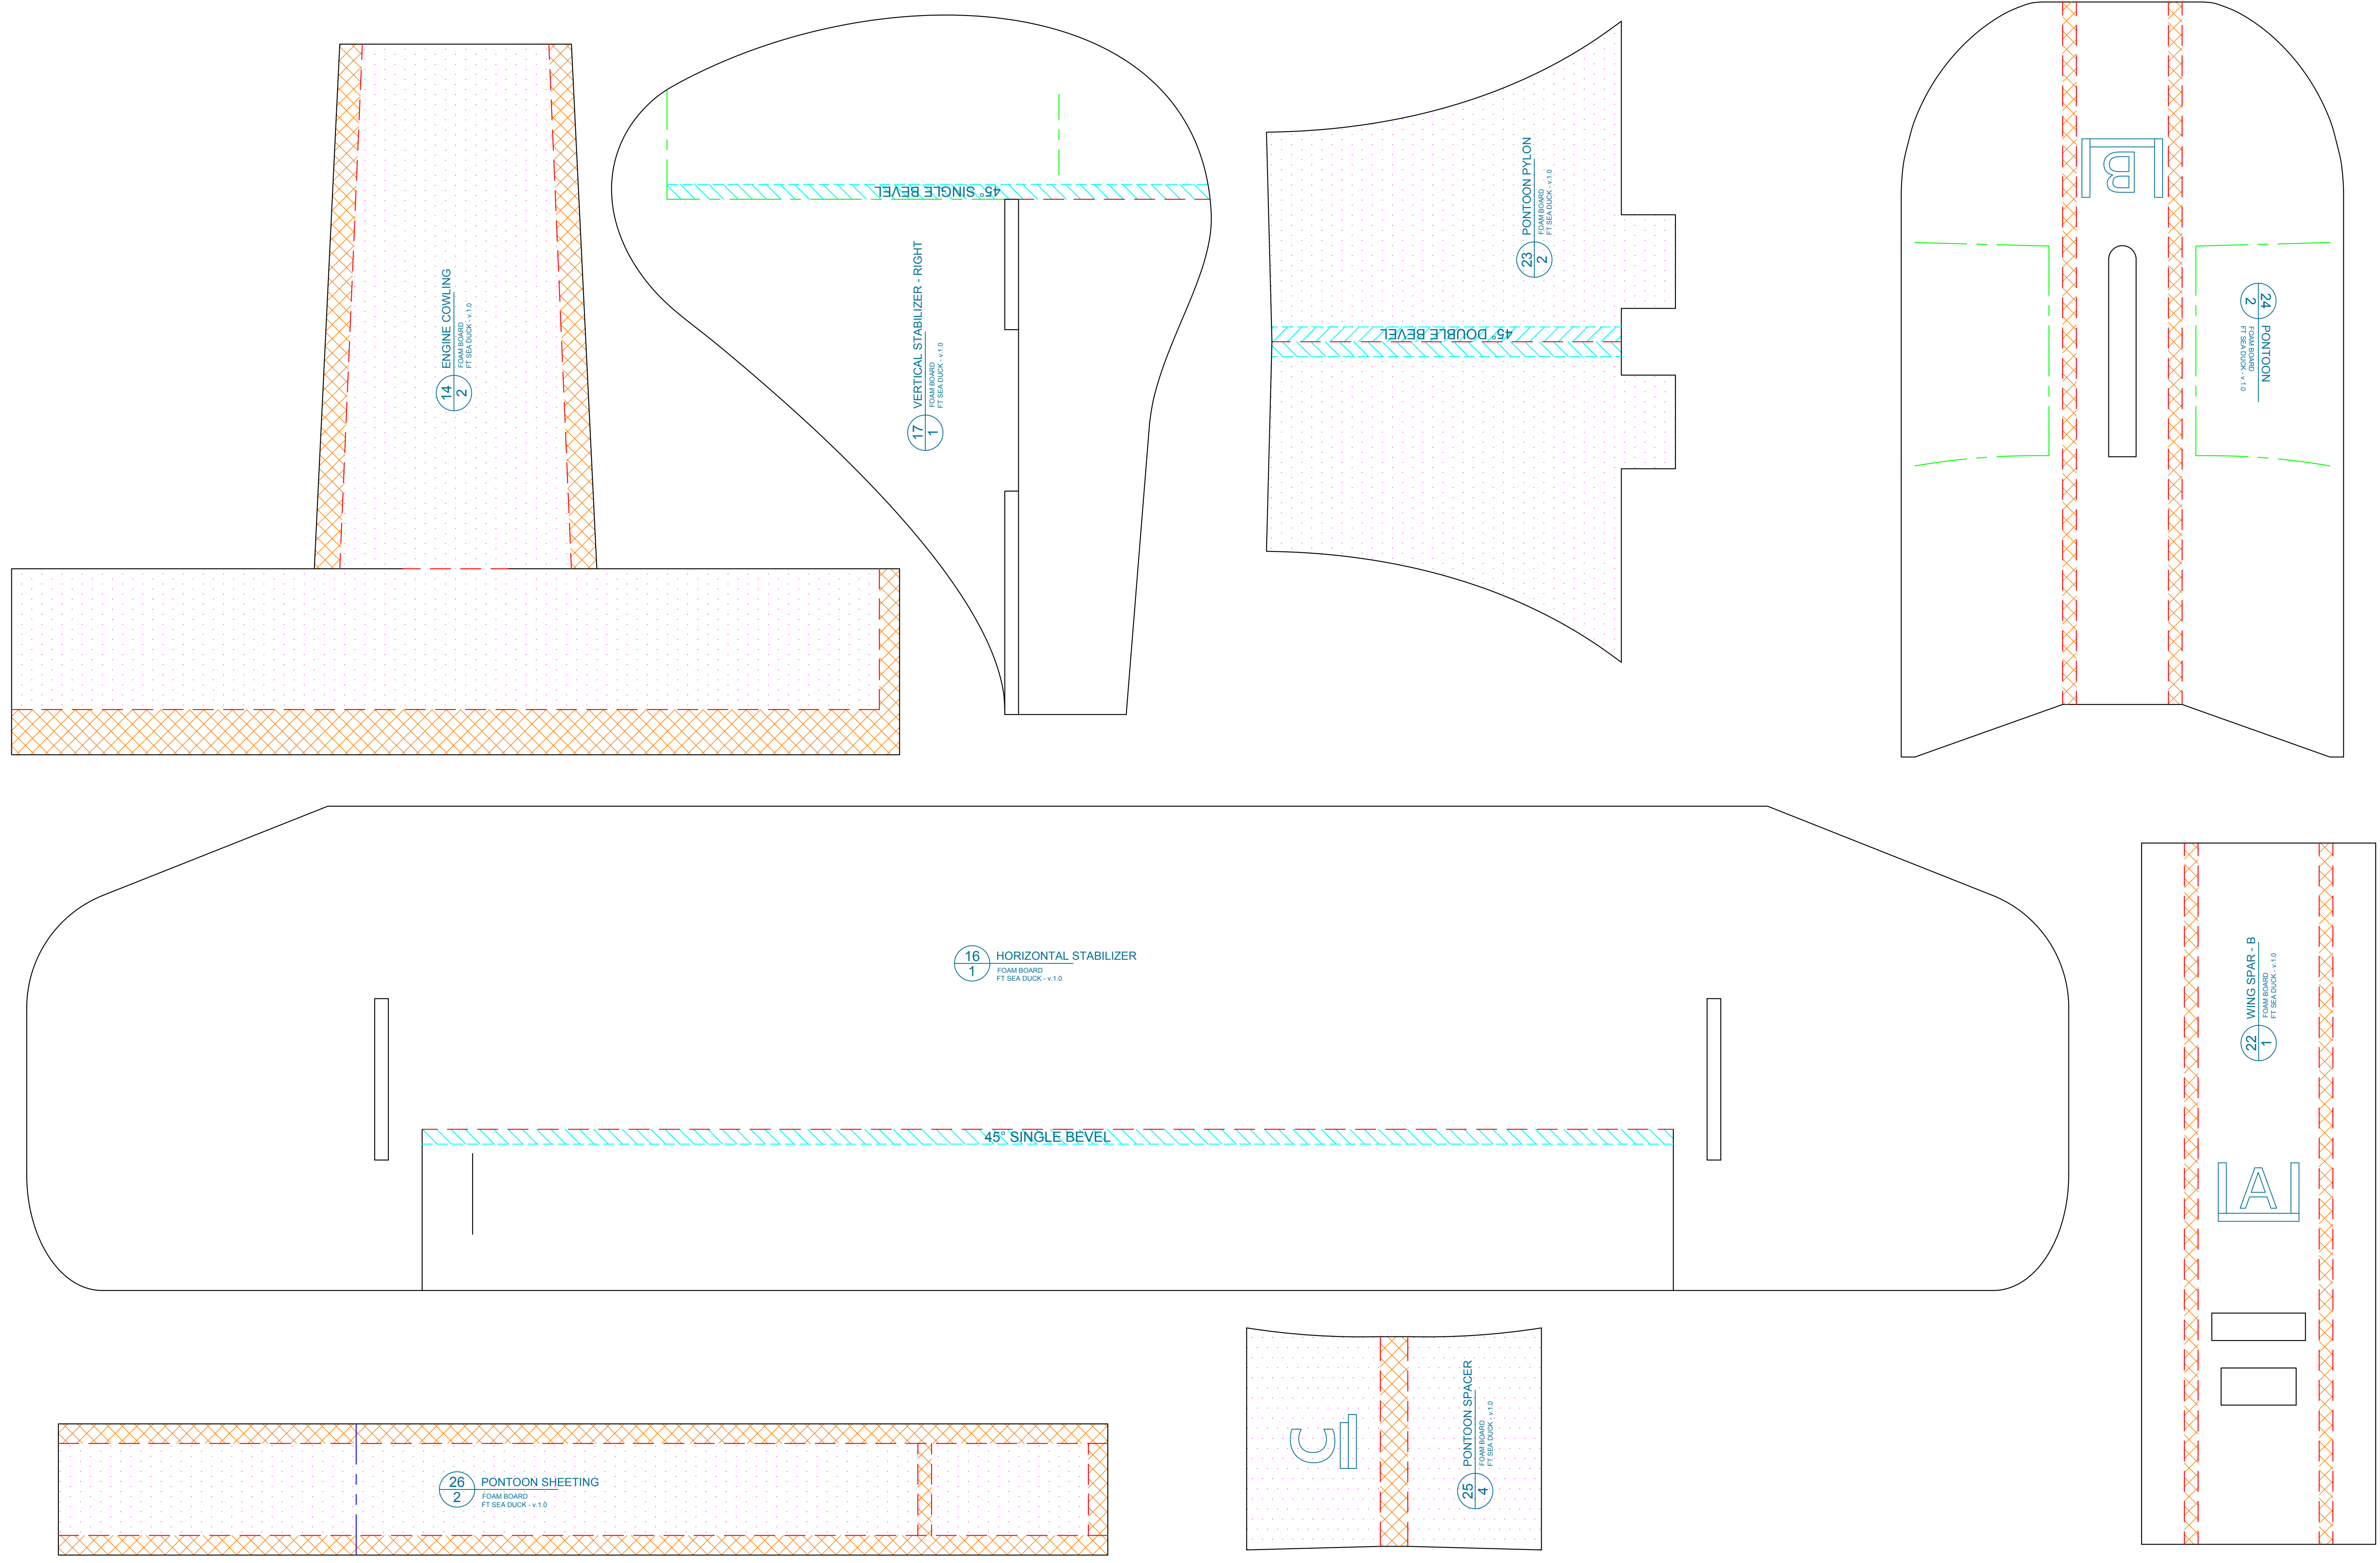 14
2
ENGINE COWLING
FOAM BOARD
FT SEA DUCK - v.1.0
45° SINGLE BEVEL
17
1
VERTICAL STABILIZER - RIGHT
FOAM BOARD
FT SEA DUCK - v.1.0
23
2
PONTOON PYLON
FOAM BOARD
FT SEA DUCK - v.1.0
45° DOUBLE BEVEL
B
24
2
PONTOON
FOAM BOARD
FT SEA DUCK - v.1.0
16
1
HORIZONTAL STABILIZER
FOAM BOARD
FT SEA DUCK - v.1.0
45° SINGLE BEVEL
22
1
WING SPAR - B
FOAM BOARD
FT SEA DUCK - v.1.0
A
26
2
PONTOON SHEETING
FOAM BOARD
FT SEA DUCK - v.1.0
C
25
4
PONTOON SPACER
FOAM BOARD
FT SEA DUCK - v.1.0